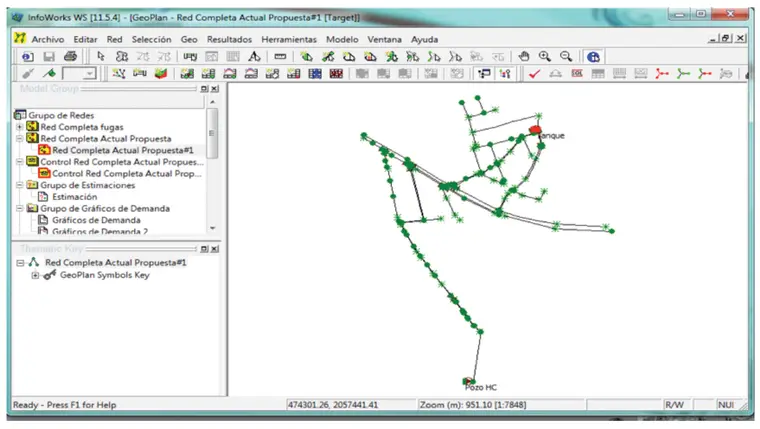 InfoWorks WS [11.5.4] - [GeoPlan - Red Completa Actual Propuesta#1 [Target]]
Archivo Editar Red Selección Geo Resultados Herramientas Modelo Ventana Ayuda
Model Group
Grupo de Redes
Red Completa fugas
Red Completa Actual Propuesta
Red Completa Actual Propuesta#1
Control Red Completa Actual Propues...
Control Red Completa Actual Prop...
Grupo de Estimaciones
Estimación
Grupo de Gráficos de Demanda
Gráficos de Demanda
Gráficos de Demanda 2
Thematic Key
Red Completa Actual Propuesta#1
GeoPlan Symbols Key
Tanque
Pozo HC
Ready - Press F1 for Help
474301.26, 2057441.41
Zoom (m): 951.10 [1:7848]
R/W
NUI